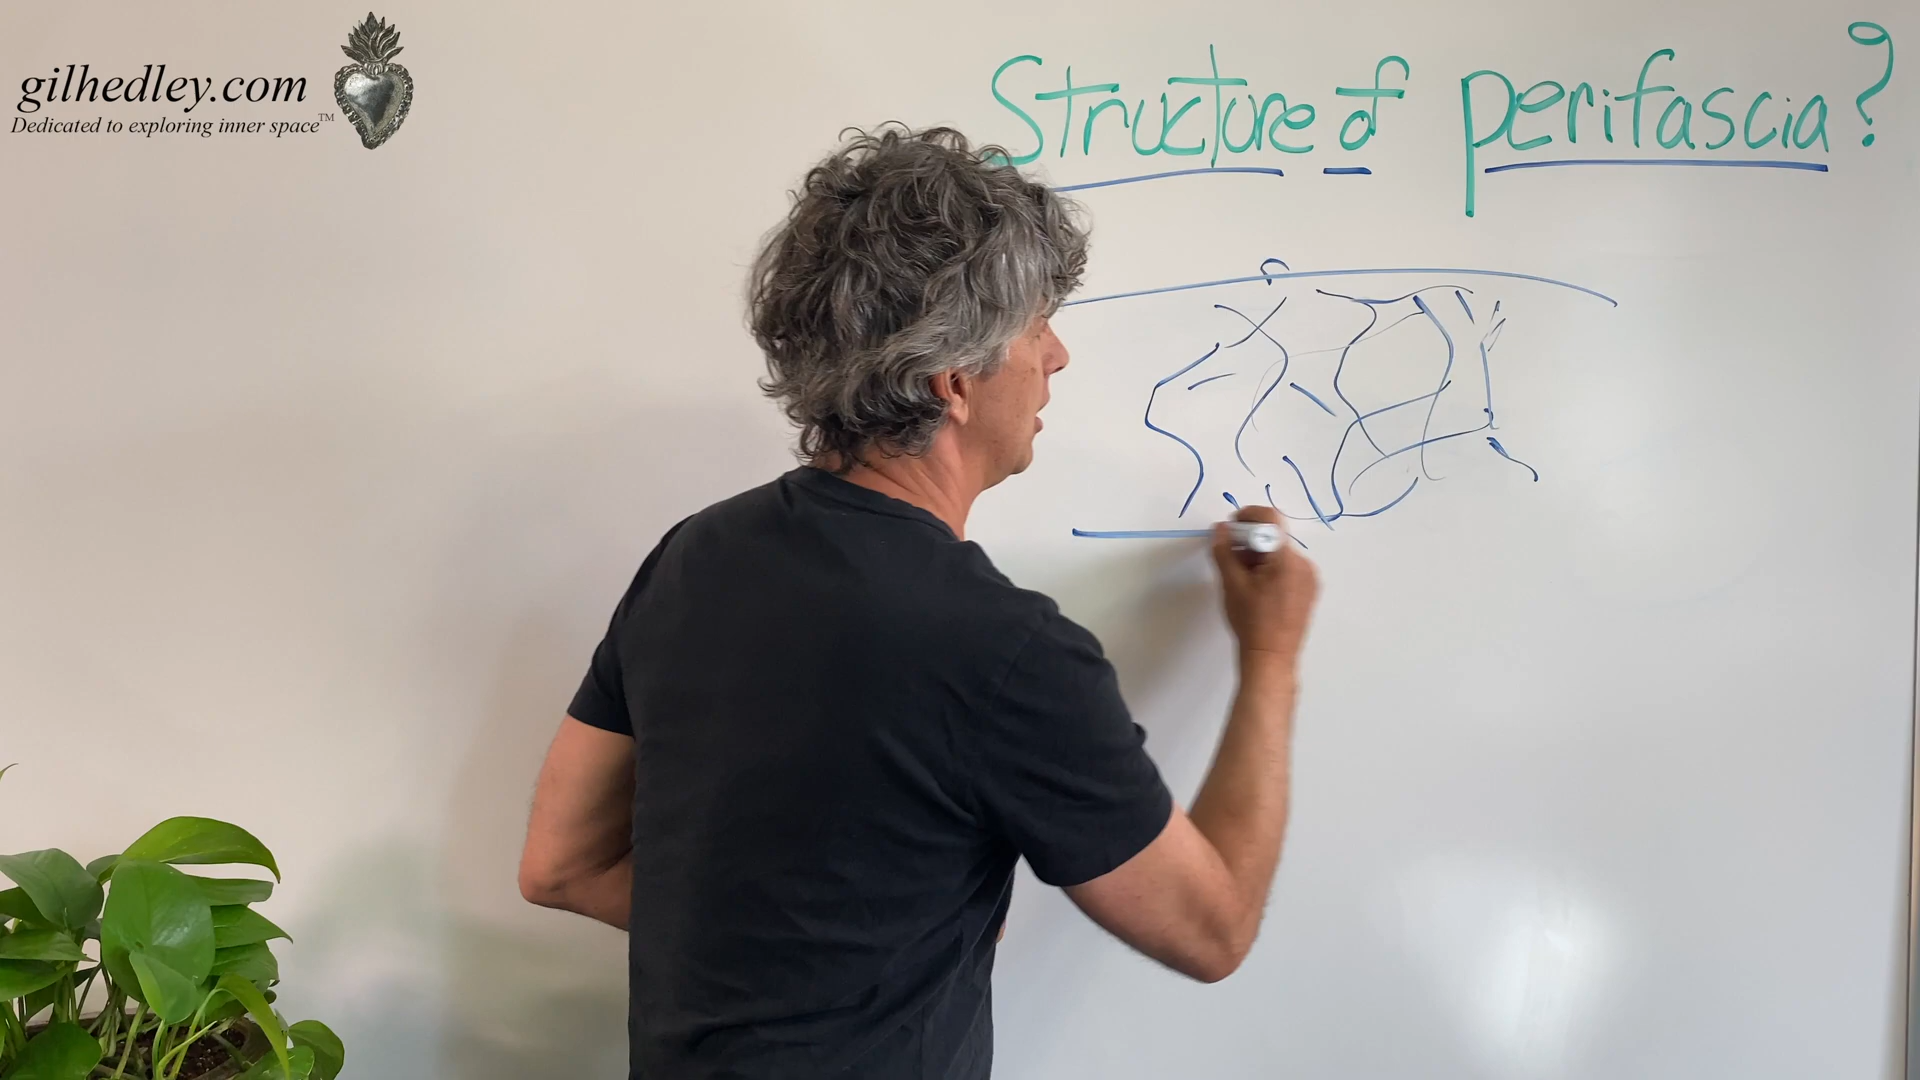 gilhedley.com
Dedicated to exploring inner space™
Structure of perifascia?